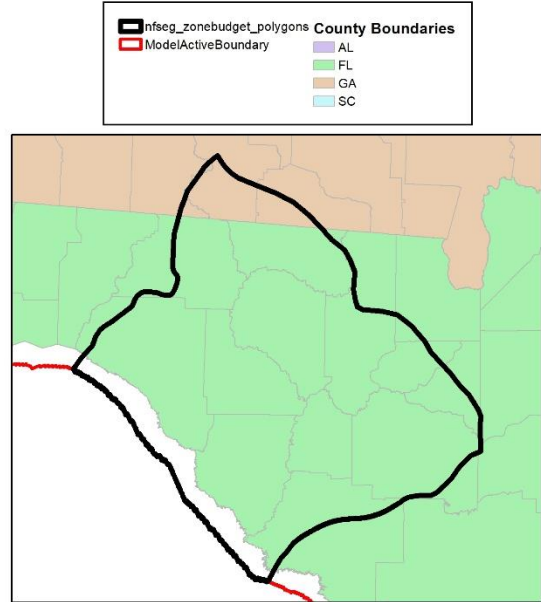 nfseg_zonebudget_polygons
ModelActiveBoundary
County Boundaries
AL
FL
GA
SC